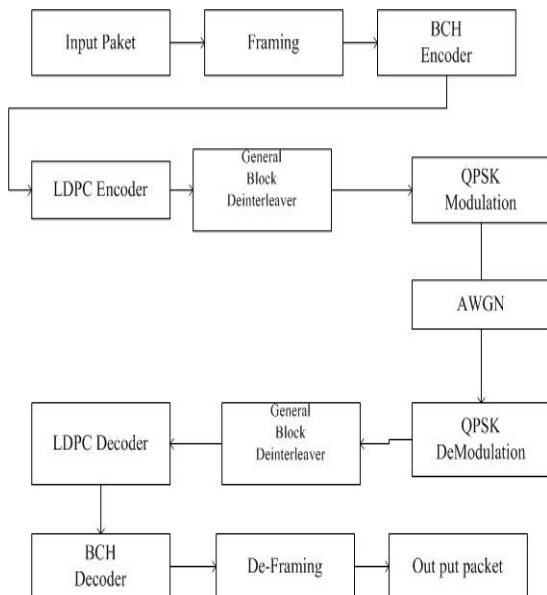 Input Paket
Framing
BCH
Encoder
LDPC Encoder
General
Block
Deinterleaver
QPSK
Modulation
AWGN
LDPC Decoder
General
Block
Deinterleaver
QPSK
DeModulation
BCH
Decoder
De-Framing
Out put packet